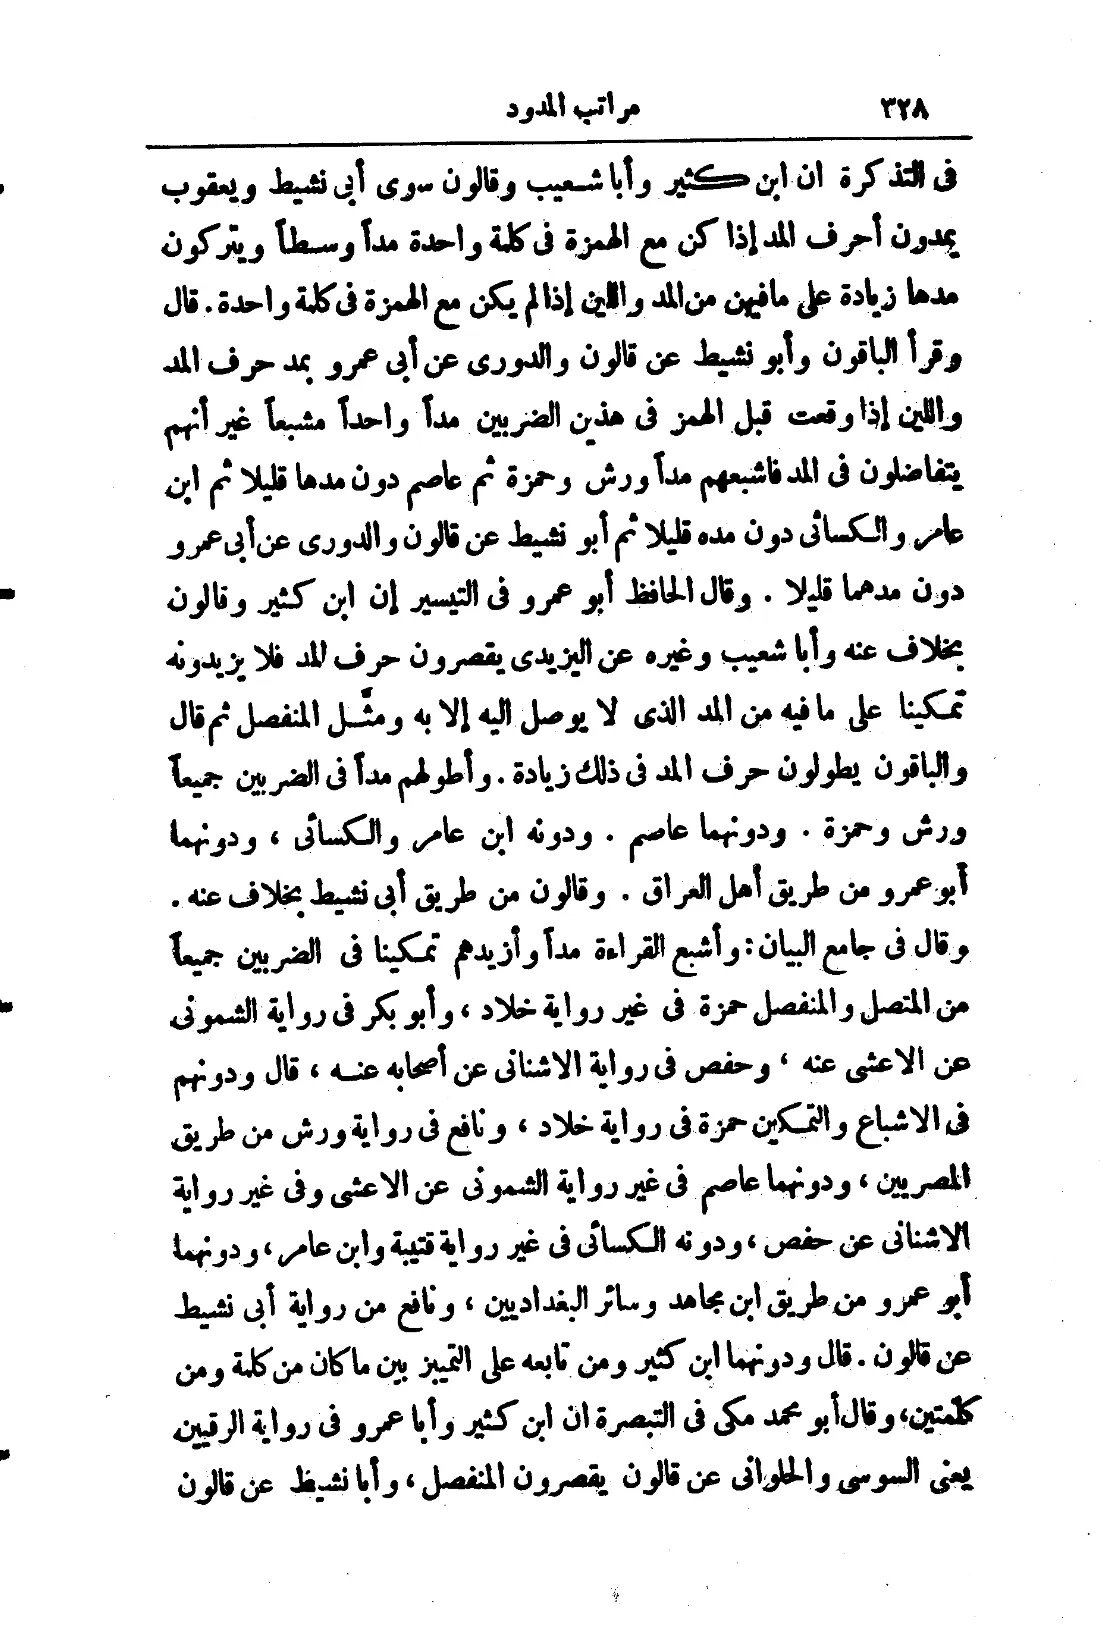 ٣٢٨ مراتب المدود
فى التذكرة ان ابن كثير وأبا شعيب وقالون سوى أبى نشيط ويعقوب
يمدون أحرف المد إذا كن مع الهمزة فى كلمة واحدة مداً وسطاً ويتركون
مدها زيادة على مافيهن من المد واللين إذا لم يكن مع الهمزة فى كلمة واحدة . قال
وقرأ الباقون وأبو نشيط عن قالون والدورى عن أبى عمرو بمد حرف المد
واللين إذا وقعت قبل الهمز فى هذين الضربين مداً واحداً مشبعاً غير أنهم
يتفاضلون فى المد فاشبعهم مداً ورش وحمزة ثم عاصم دون مدها قليلا ثم ابن
عامر والكسائى دون مده قليلا ثم أبو نشيط عن قالون والدورى عن أبى عمرو
دون مدهما قليلا . وقال الحافظ أبو عمرو فى التيسير إن ابن كثير وقالون
بخلاف عنه وأبا شعيب وغيره عن اليزيدى يقصرون حرف المد فلا يزيدونه
تمكينا على ما فيه من المد الذى لا يوصل اليه إلا به ومثَّل المنفصل ثم قال
والباقون يطولون حرف المد فى ذلك زيادة . وأطولهم مداً فى الضربين جميعاً
ورش وحمزة . ودونهما عاصم . ودونه ابن عامر والكسائى ، ودونهما
أبو عمرو من طريق أهل العراق . وقالون من طريق أبى نشيط بخلاف عنه .
وقال فى جامع البيان : وأشبع القراءة مداً وأزيدهم تمكينا فى الضربين جميعاً
من المتصل والمنفصل حمزة فى غير رواية خلاد ، وأبو بكر فى رواية الشمونى
عن الاعشى عنه ، وحفص فى رواية الاشنانى عن أصحابه عنه ، قال ودونهم
فى الاشباع والتمكين حمزة فى رواية خلاد ، ونافع فى رواية ورش من طريق
المصريين ، ودونهما عاصم فى غير رواية الشمونى عن الاعشى وفى غير رواية
الاشنانى عن حفص ، ودونه الكسائى فى غير رواية قتيبة وابن عامر ، ودونهما
أبو عمرو من طريق ابن مجاهد وسائر البغداديين ، ونافع من رواية أبى نشيط
عن قالون . قال ودونهما ابن كثير ومن تابعه على التمييز بين ماكان من كلمة ومن
كلمتين ، وقال أبو محمد مكى فى التبصرة ان ابن كثير وأبا عمرو فى رواية الرقيين
يعنى السوسى والحلوانى عن قالون يقصرون المنفصل ، وأبا نشيط عن قالون